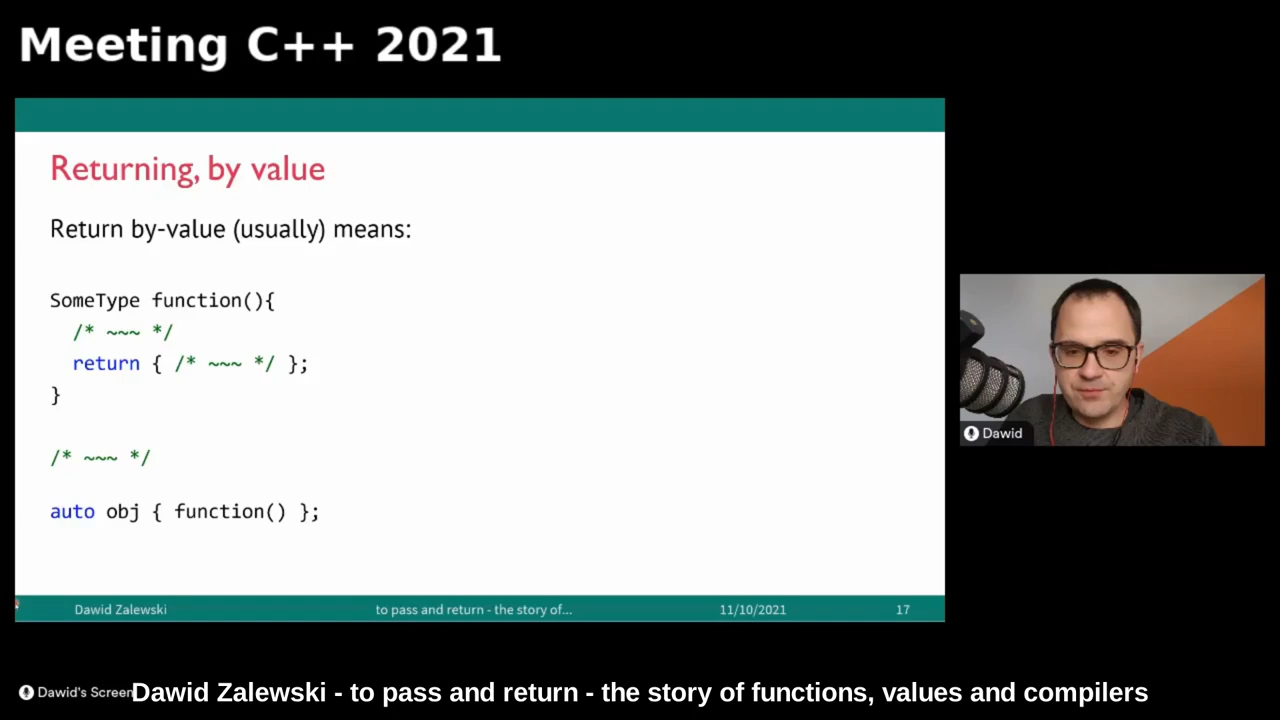 Meeting C++ 2021
Returning, by value
Return by-value (usually) means:
SomeType function(){
/* ~~~ */
return { /* ~~~ */ };
}
/* ~~~ */
auto obj { function() };
Dawid Zalewski
to pass and return - the story of...
11/10/2021
17
Dawid
Dawid's Screen
Dawid Zalewski - to pass and return - the story of functions, values and compilers